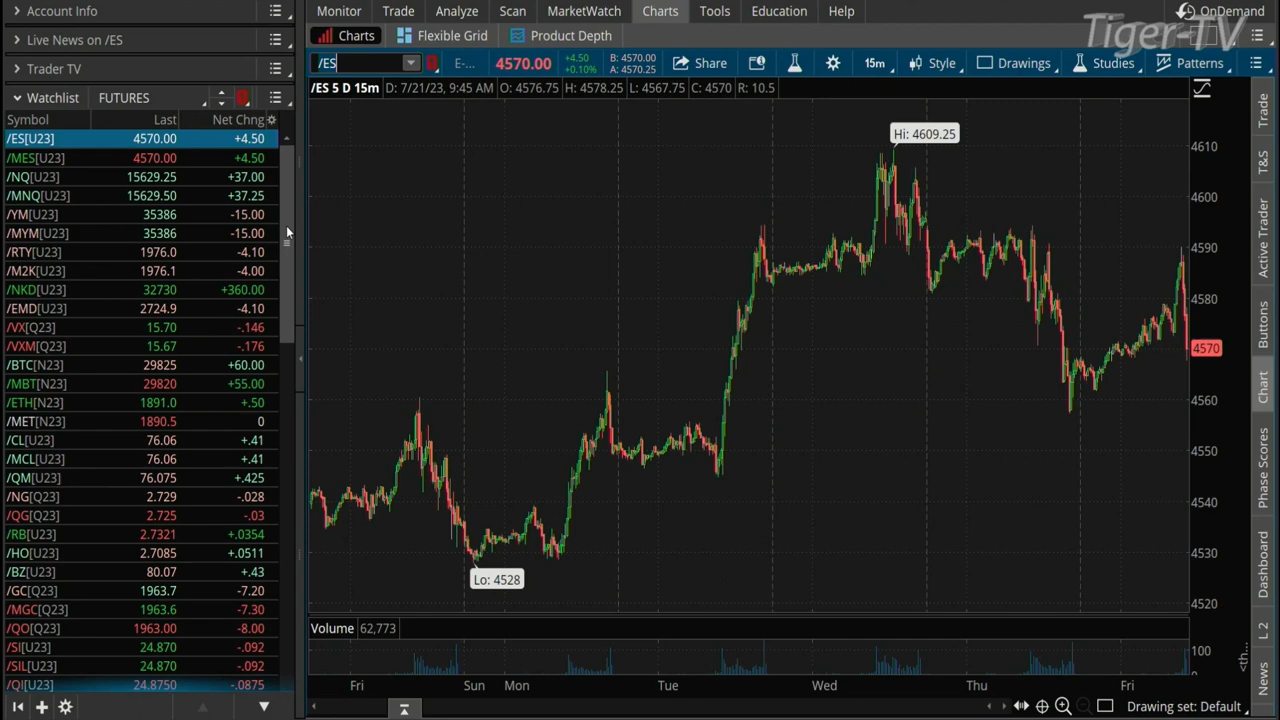 Account Info
Live News on /ES
Trader TV
Watchlist FUTURES
Symbol Last Net Chng
/ES[U23] 4570.00 +4.50
/MES[U23] 4570.00 +4.50
/NQ[U23] 15629.25 +37.00
/MNQ[U23] 15629.50 +37.25
/YM[U23] 35386 -15.00
/MYM[U23] 35386 -15.00
/RTY[U23] 1976.0 -4.10
/M2K[U23] 1976.1 -4.00
/NKD[U23] 32730 +360.00
/EMD[U23] 2724.9 -4.10
/VX[Q23] 15.70 -.146
/VXM[Q23] 15.67 -.176
/BTC[N23] 29825 +60.00
/MBT[N23] 29820 +55.00
/ETH[N23] 1891.0 +.50
/MET[N23] 1890.5 0
/CL[U23] 76.06 +.41
/MCL[U23] 76.06 +.41
/QM[U23] 76.075 +.425
/NG[Q23] 2.729 -.028
/QG[Q23] 2.725 -.03
/RB[Q23] 2.7321 +.0354
/HO[Q23] 2.7085 +.0511
/BZ[U23] 80.07 +.43
/GC[Q23] 1963.7 -7.20
/MGC[Q23] 1963.6 -7.30
/QO[Q23] 1963.00 -8.00
/SI[U23] 24.870 -.092
/SIL[U23] 24.870 -.092
/QI[U23] 24.8750 -.0875
Monitor Trade Analyze Scan MarketWatch Charts Tools Education Help OnDemand
Tiger-TV
Charts Flexible Grid Product Depth
/ES E-... 4570.00 +4.50 +0.10% B: 4570.00 A: 4570.25 Share 15m Style Drawings Studies Patterns
/ES 5 D 15m D: 7/21/23, 9:45 AM O: 4576.75 H: 4578.25 L: 4567.75 C: 4570 R: 10.5
Hi: 4609.25
Lo: 4528
4610
4600
4590
4580
4570
4560
4550
4540
4530
4520
Volume 62,773
100
0
<th...
Fri Sun Mon Tue Wed Thu Fri
Drawing set: Default
Trade
T&S
Active Trader
Buttons
Chart
Phase Scores
Dashboard
L 2
News